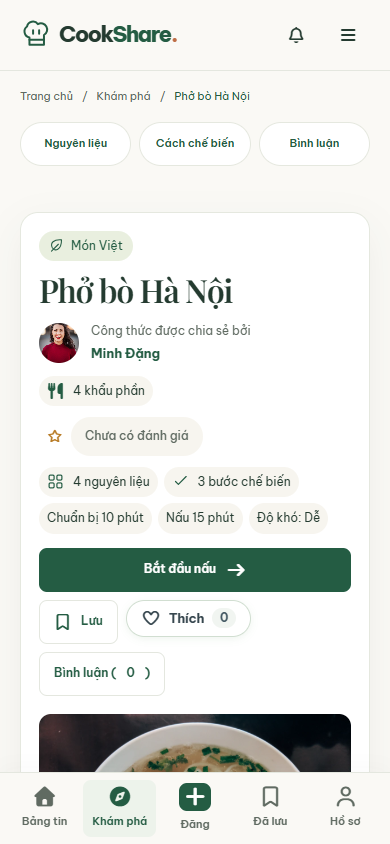 CookShare.
Trang chủ / Khám phá / Phở bò Hà Nội
Nguyên liệu Cách chế biến Bình luận
Món Việt
Phở bò Hà Nội
Công thức được chia sẻ bởi
Minh Đặng
4 khẩu phần
Chưa có đánh giá
4 nguyên liệu 3 bước chế biến
Chuẩn bị 10 phút Nấu 15 phút Độ khó: Dễ
Bắt đầu nấu
Lưu Thích 0
Bình luận ( 0 )
Bảng tin Khám phá Đăng Đã lưu Hồ sơ